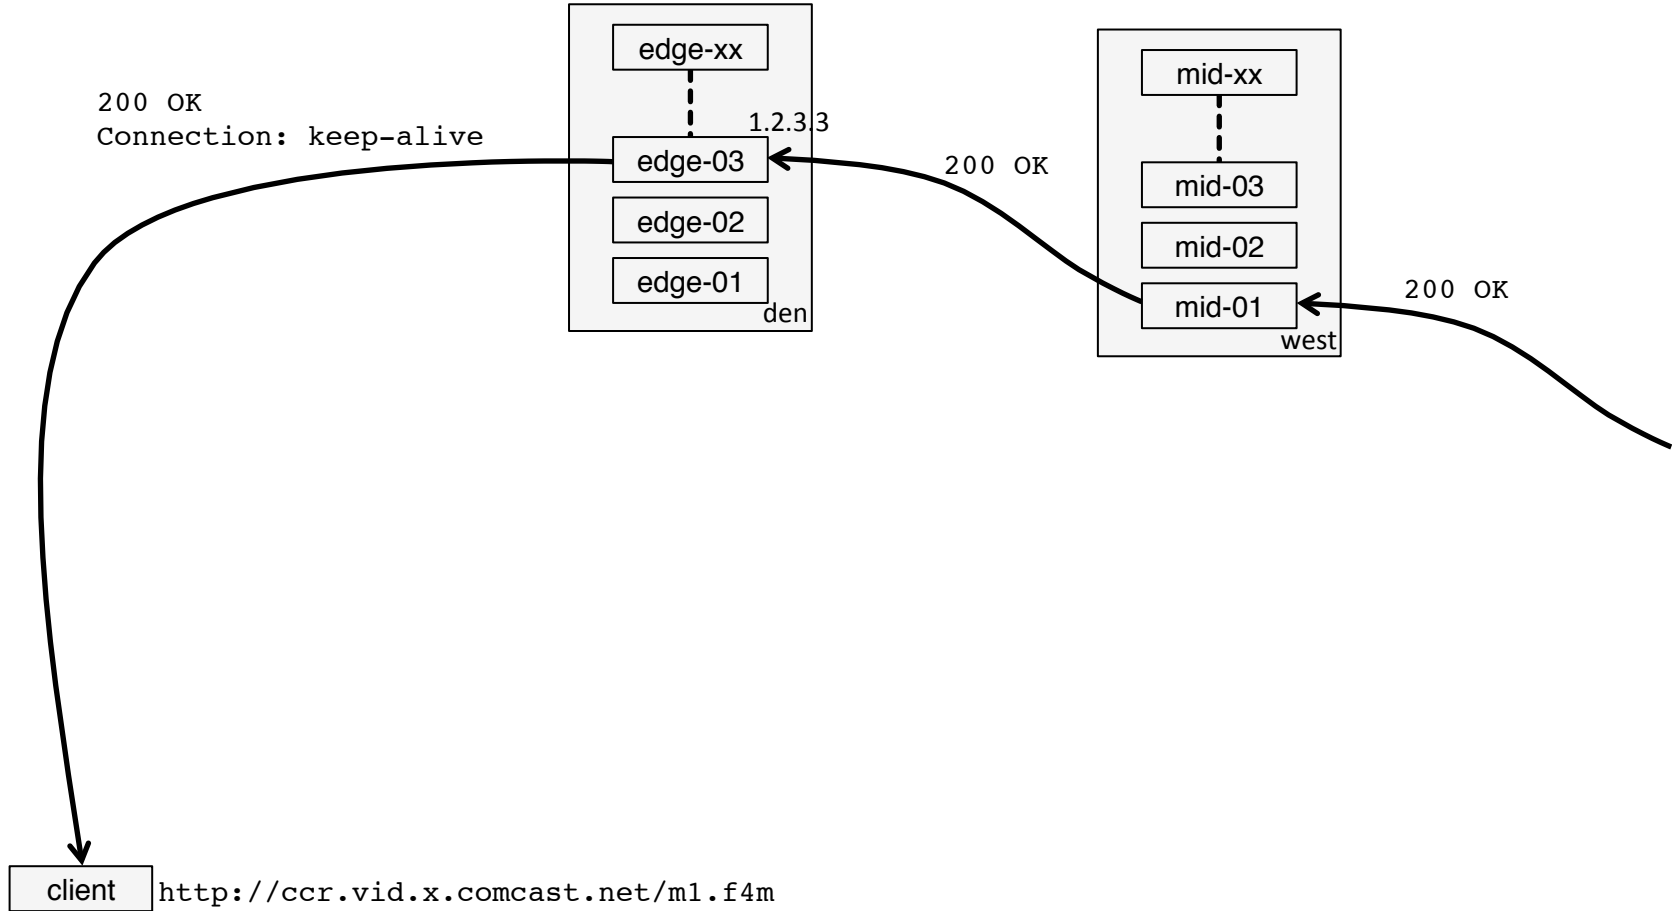 edge-xx
mid-xx
200 OK
Connection: keep-alive
1.2.3.3
edge-03
200 OK
mid-03
edge-02
mid-02
edge-01
den
mid-01
200 OK
west
client
http://ccr.vid.x.comcast.net/m1.f4m